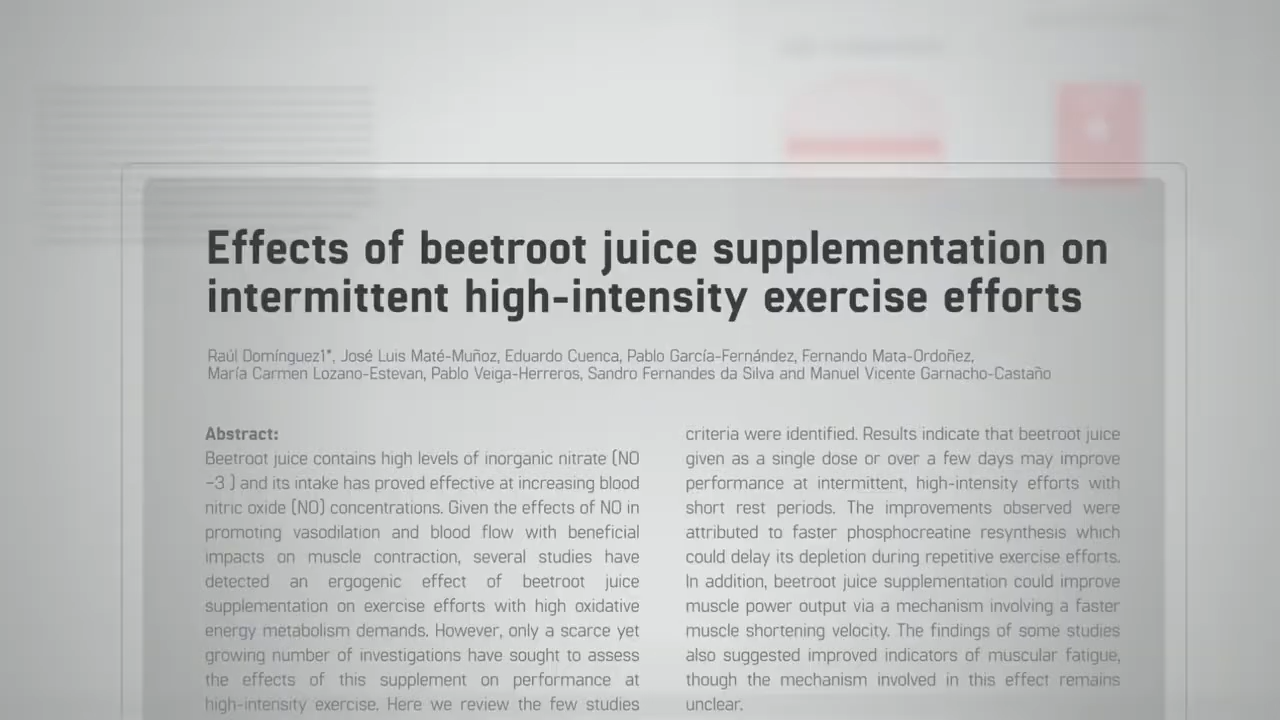 Effects of beetroot juice supplementation on
intermittent high-intensity exercise efforts
Raúl Domínguez1*, José Luis Maté-Muñoz, Eduardo Cuenca, Pablo García-Fernández, Fernando Mata-Ordoñez,
María Carmen Lozano-Estevan, Pablo Veiga-Herreros, Sandro Fernandes da Silva and Manuel Vicente Garnacho-Castaño
Abstract:
Beetroot juice contains high levels of inorganic nitrate (NO
−3 ) and its intake has proved effective at increasing blood
nitric oxide (NO) concentrations. Given the effects of NO in
promoting vasodilation and blood flow with beneficial
impacts on muscle contraction, several studies have
detected an ergogenic effect of beetroot juice
supplementation on exercise efforts with high oxidative
energy metabolism demands. However, only a scarce yet
growing number of investigations have sought to assess
the effects of this supplement on performance at
high-intensity exercise. Here we review the few studies
criteria were identified. Results indicate that beetroot juice
given as a single dose or over a few days may improve
performance at intermittent, high-intensity efforts with
short rest periods. The improvements observed were
attributed to faster phosphocreatine resynthesis which
could delay its depletion during repetitive exercise efforts.
In addition, beetroot juice supplementation could improve
muscle power output via a mechanism involving a faster
muscle shortening velocity. The findings of some studies
also suggested improved indicators of muscular fatigue,
though the mechanism involved in this effect remains
unclear.